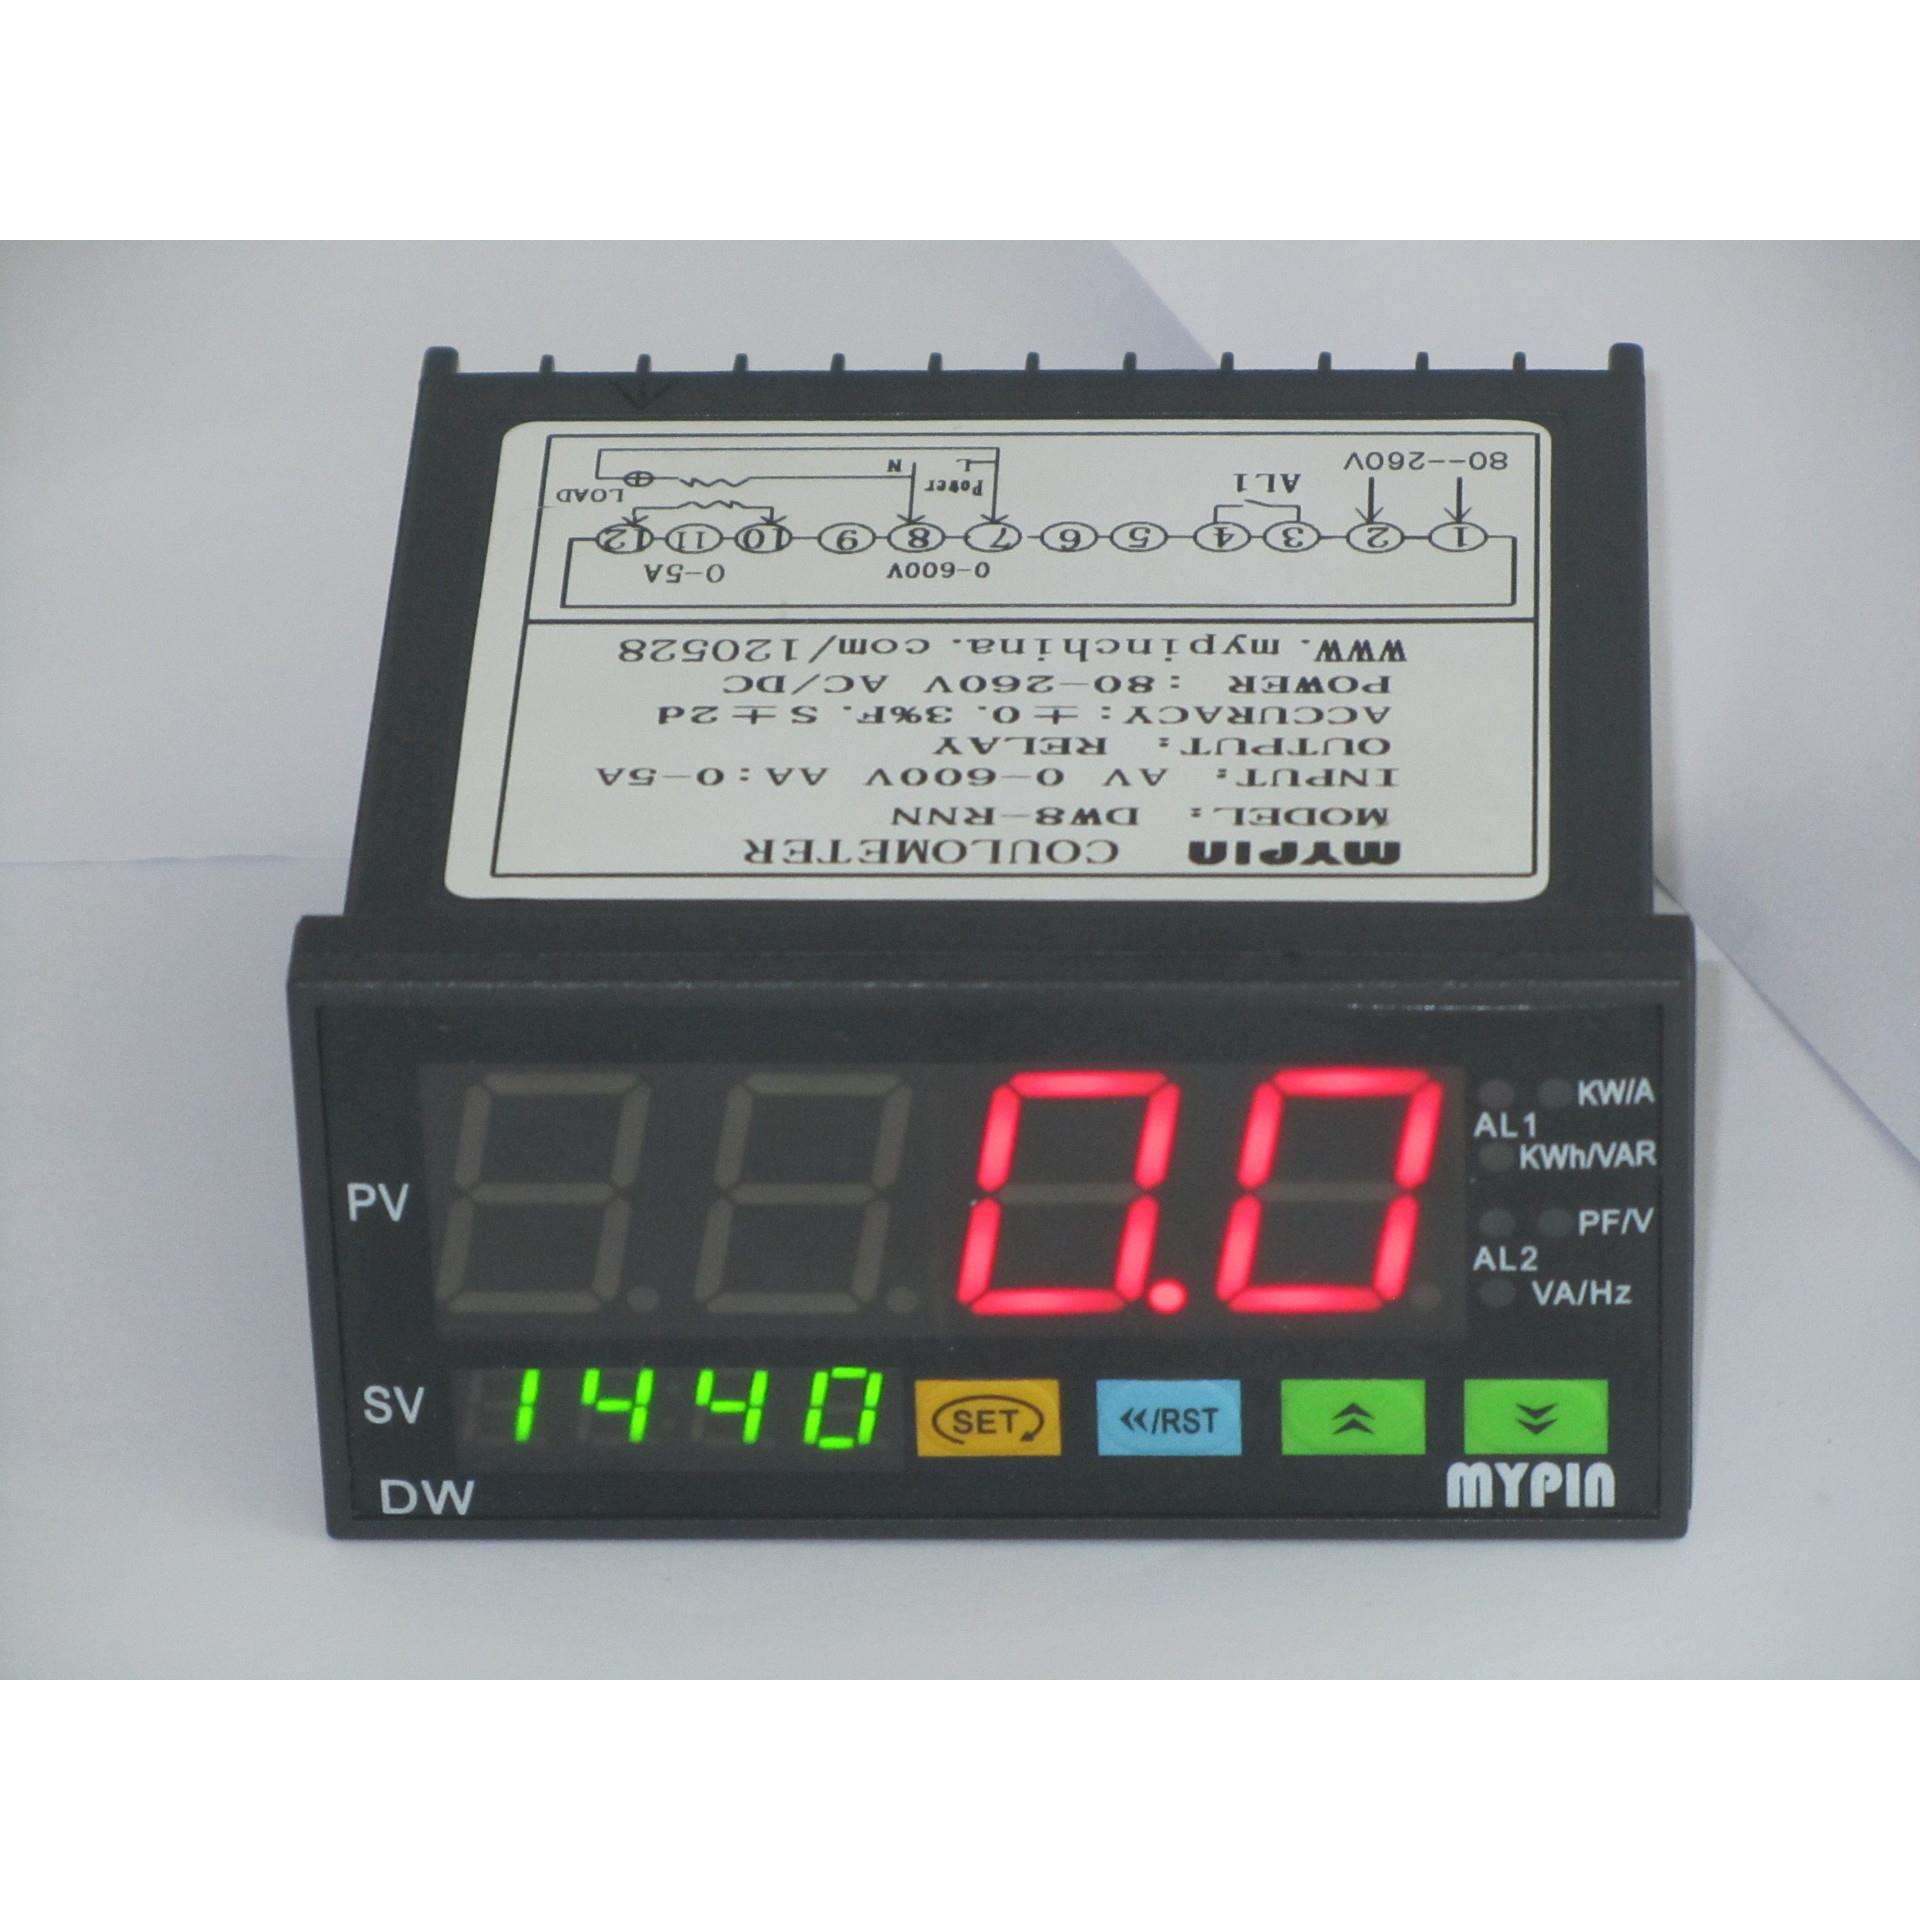 MYPIN COULOMETER
MODEL: DW8-RNN
INPUT: AV 0-600V AA:0-5A
OUTPUT: RELAY
ACCURACY: ±0.3%F.S±2d
POWER :80-260V AC/DC
www.mypinchina.com/120528
0-600V 0-5A
1 2 3 4 5 6 7 8 9 10 11 12
80--260V AL1 Power L N LOAD
PV 0.0
AL1 KW/A
KWh/VAR
AL2 PF/V
VA/Hz
SV 1440 SET «/RST
DW MYPIN